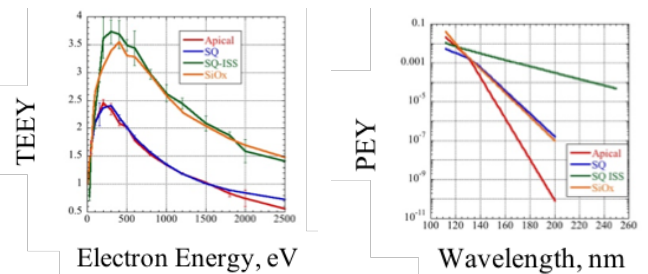 4
3.5
3
2.5
2
1.5
1
0.5
0 500 1000 1500 2000 2500
Apical
SQ
SQ-ISS
SiOx
TEEY
Electron Energy, eV
0.1
0.001
10-5
10-7
10-9
10-11
100 120 140 160 180 200 220 240 260
Apical
SQ
SQ ISS
SiOx
PEY
Wavelength, nm